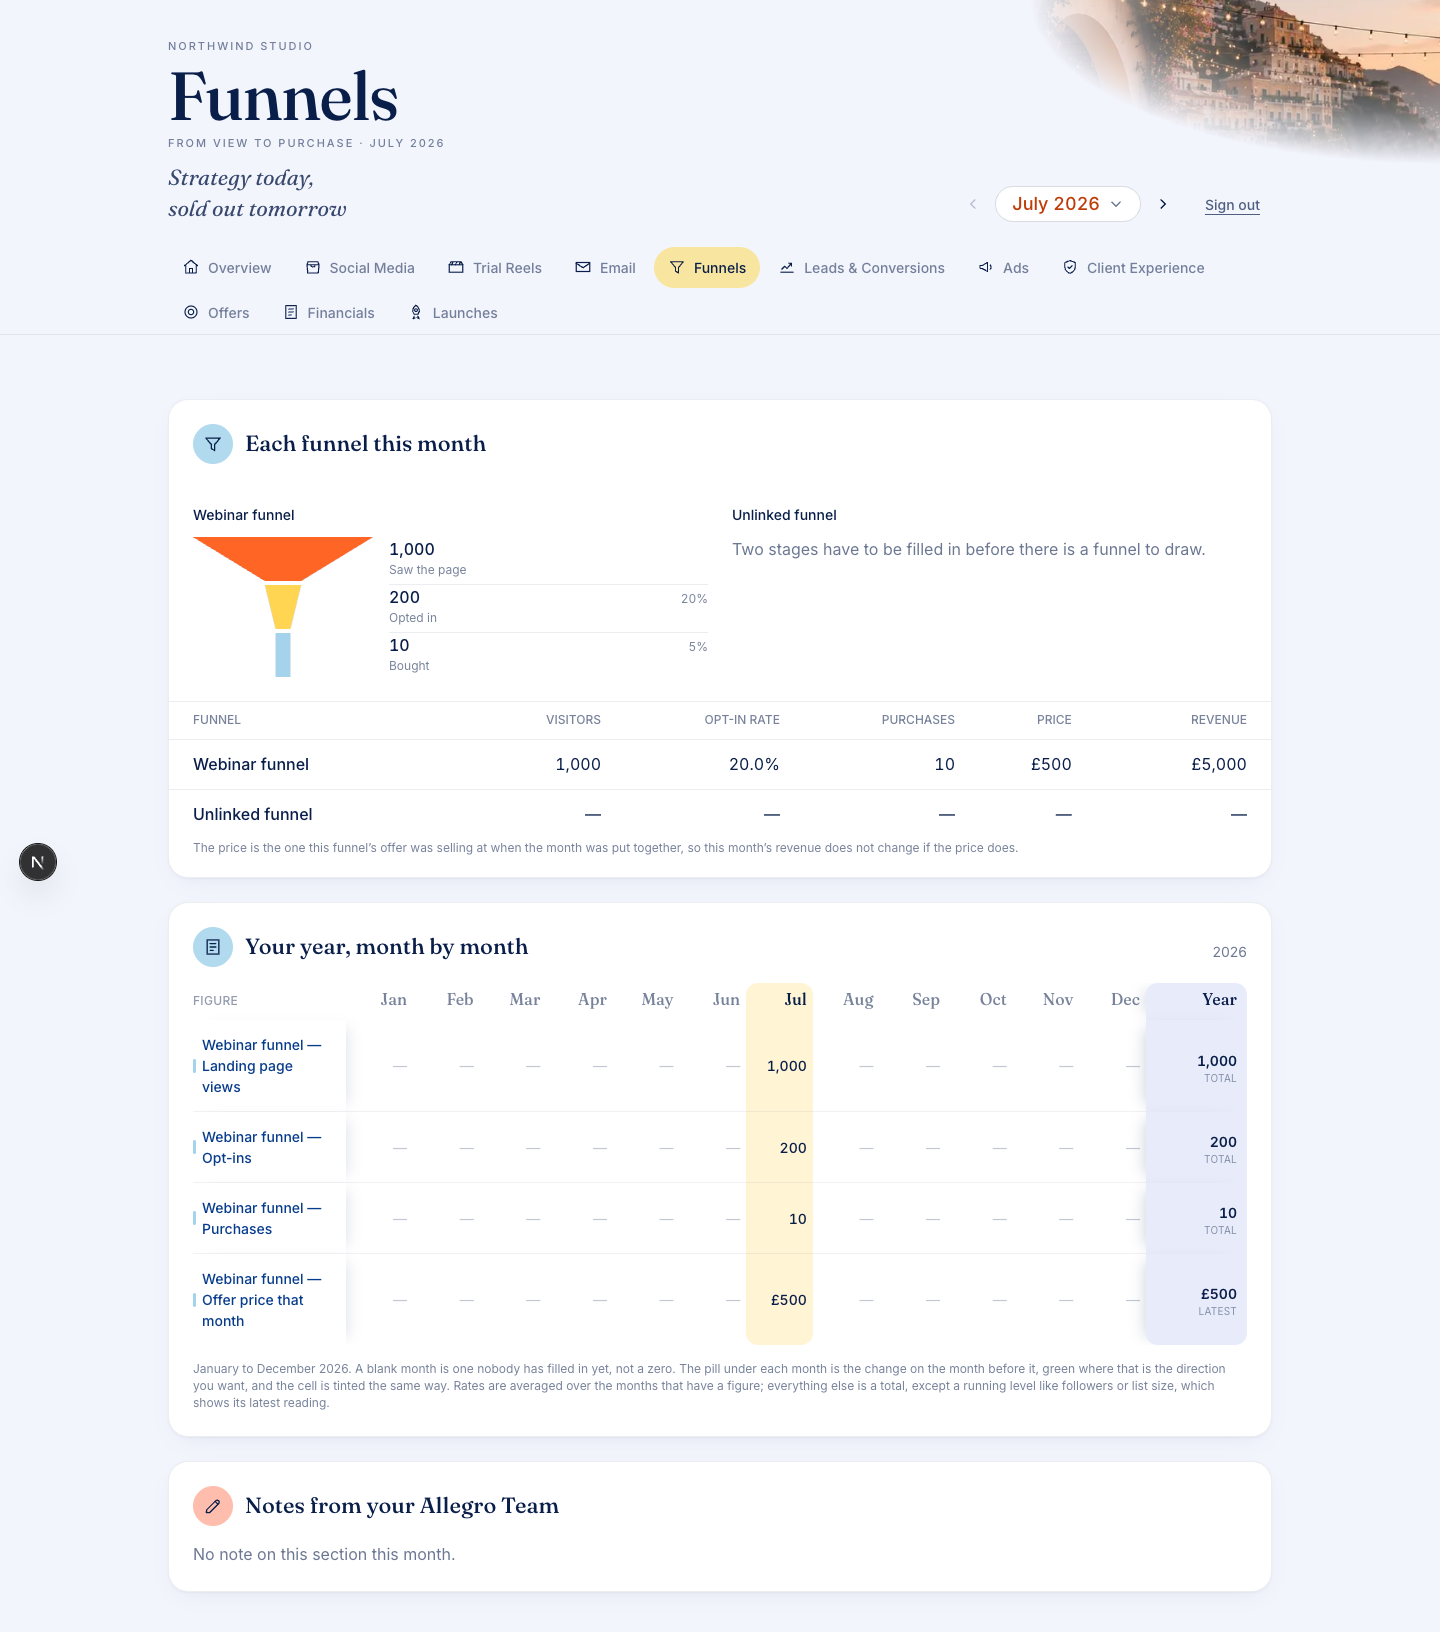 NORTHWIND STUDIO
Funnels
FROM VIEW TO PURCHASE · JULY 2026
Strategy today,
sold out tomorrow
July 2026
Sign out
Overview
Social Media
Trial Reels
Email
Funnels
Leads & Conversions
Ads
Client Experience
Offers
Financials
Launches
Each funnel this month
Webinar funnel
1,000
Saw the page
200 20%
Opted in
10 5%
Bought
Unlinked funnel
Two stages have to be filled in before there is a funnel to draw.
FUNNEL VISITORS OPT-IN RATE PURCHASES PRICE REVENUE
Webinar funnel 1,000 20.0% 10 £500 £5,000
Unlinked funnel — — — — —
The price is the one this funnel’s offer was selling at when the month was put together, so this month’s revenue does not change if the price does.
N
Your year, month by month
2026
FIGURE Jan Feb Mar Apr May Jun Jul Aug Sep Oct Nov Dec Year
Webinar funnel —
Landing page
views
— — — — — — 1,000 — — — — — 1,000
TOTAL
Webinar funnel —
Opt-ins
— — — — — — 200 — — — — — 200
TOTAL
Webinar funnel —
Purchases
— — — — — — 10 — — — — — 10
TOTAL
Webinar funnel —
Offer price that
month
— — — — — — £500 — — — — — £500
LATEST
January to December 2026. A blank month is one nobody has filled in yet, not a zero. The pill under each month is the change on the month before it, green where that is the direction
you want, and the cell is tinted the same way. Rates are averaged over the months that have a figure; everything else is a total, except a running level like followers or list size, which
shows its latest reading.
Notes from your Allegro Team
No note on this section this month.